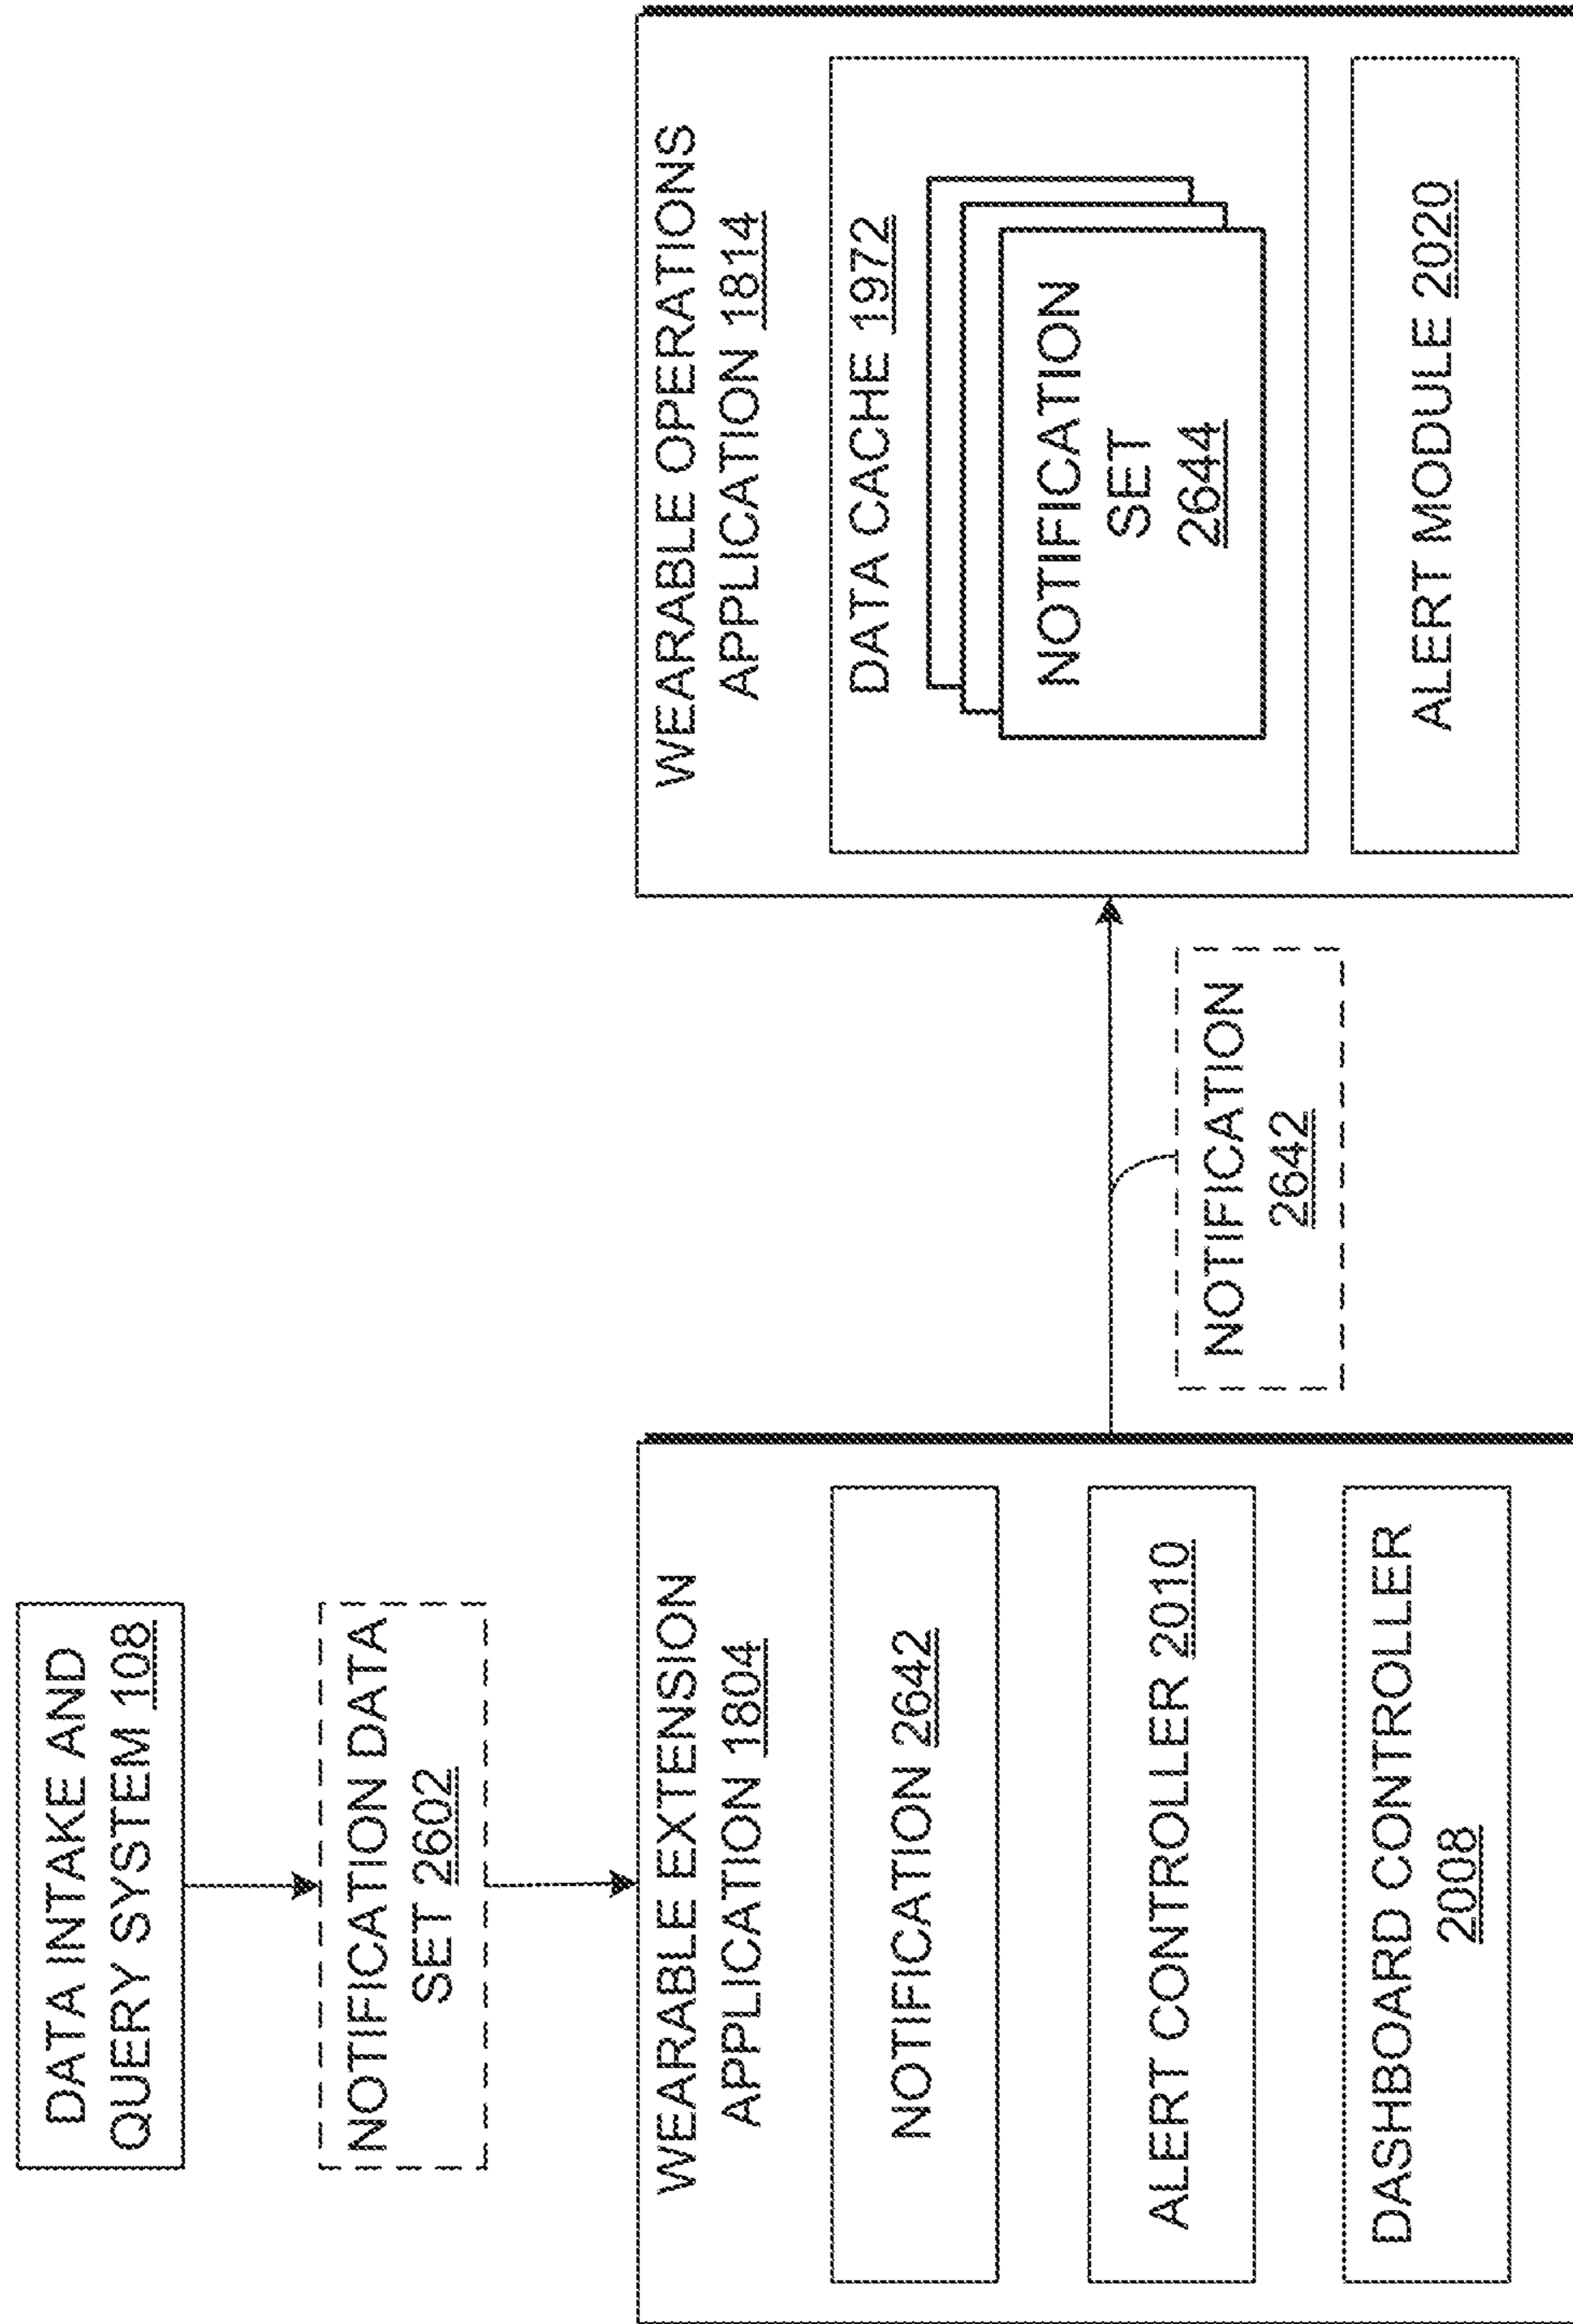 DATA INTAKE AND
QUERY SYSTEM 108
NOTIFICATION DATA
SET 2602
WEARABLE EXTENSION
APPLICATION 1804
NOTIFICATION 2642
ALERT CONTROLLER 2010
DASHBOARD CONTROLLER
2008
NOTIFICATION
2642
WEARABLE OPERATIONS
APPLICATION 1814
DATA CACHE 1972
NOTIFICATION
SET
2644
ALERT MODULE 2020